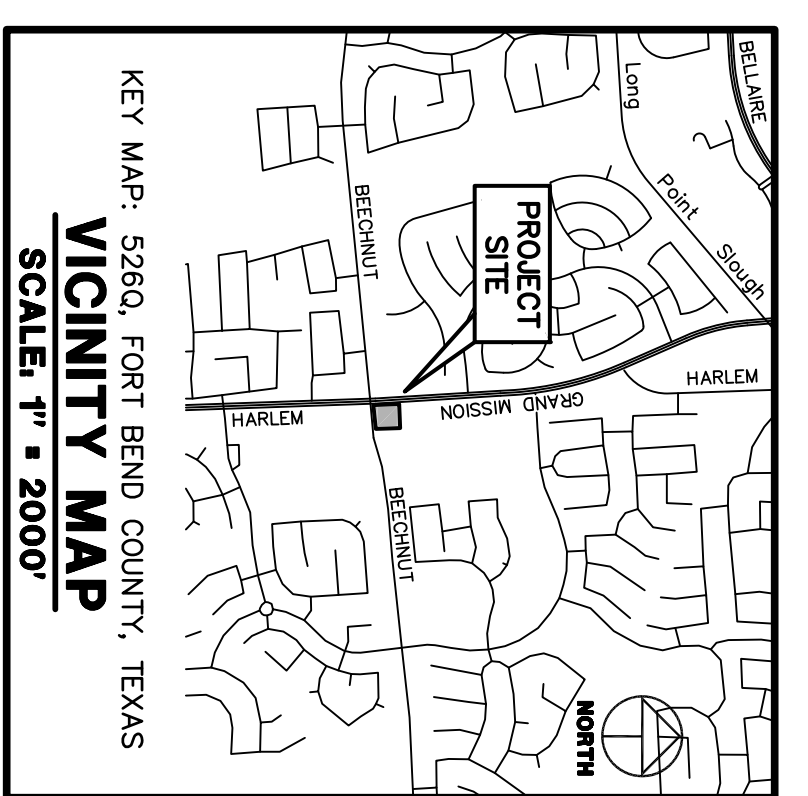 BELLAIRE
Long
Point
Slough
HARLEM
GRAND MISSION
PROJECT
SITE
BEECHNUT
BEECHNUT
HARLEM
NORTH
KEY MAP: 526Q, FORT BEND COUNTY, TEXAS
VICINITY MAP
SCALE: 1" = 2000'